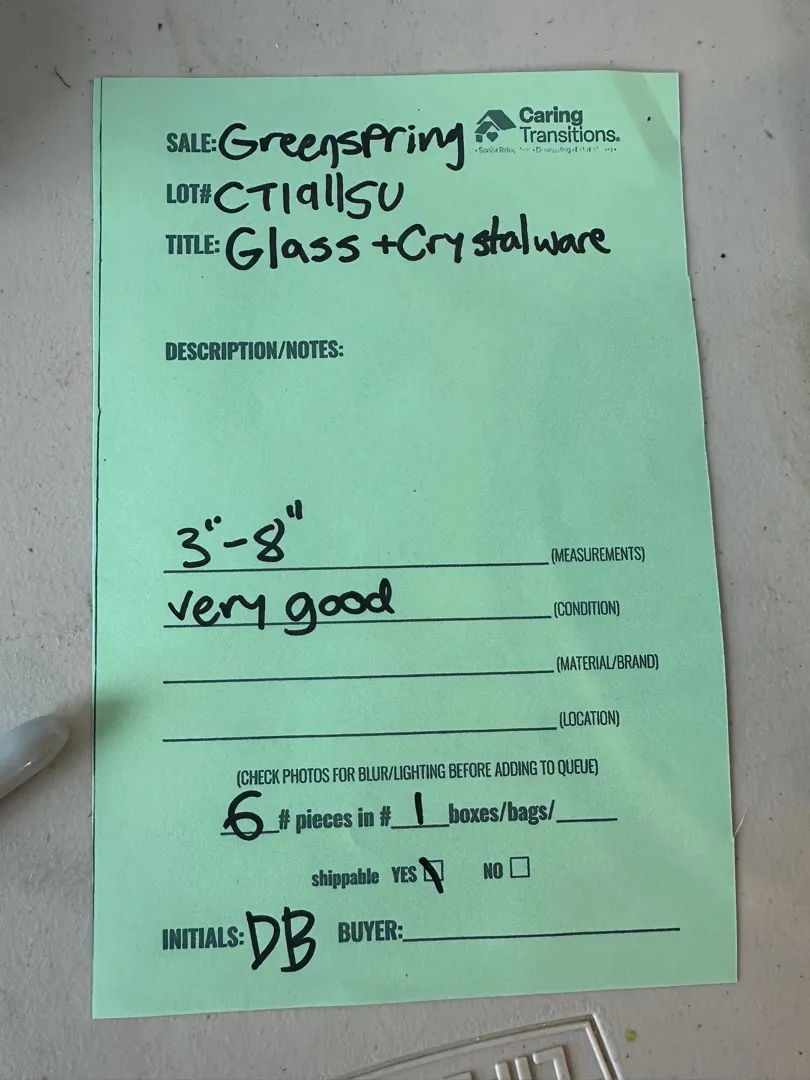 SALE: Greenspring
Caring
Transitions.
LOT# CT19115U
TITLE: Glass + Crystalware
DESCRIPTION/NOTES:
3"-8" (MEASUREMENTS)
very good (CONDITION)
(MATERIAL/BRAND)
(LOCATION)
(CHECK PHOTOS FOR BLUR/LIGHTING BEFORE ADDING TO QUEUE)
6 # pieces in # 1 boxes/bags/
shippable YES NO
INITIALS: DB BUYER: